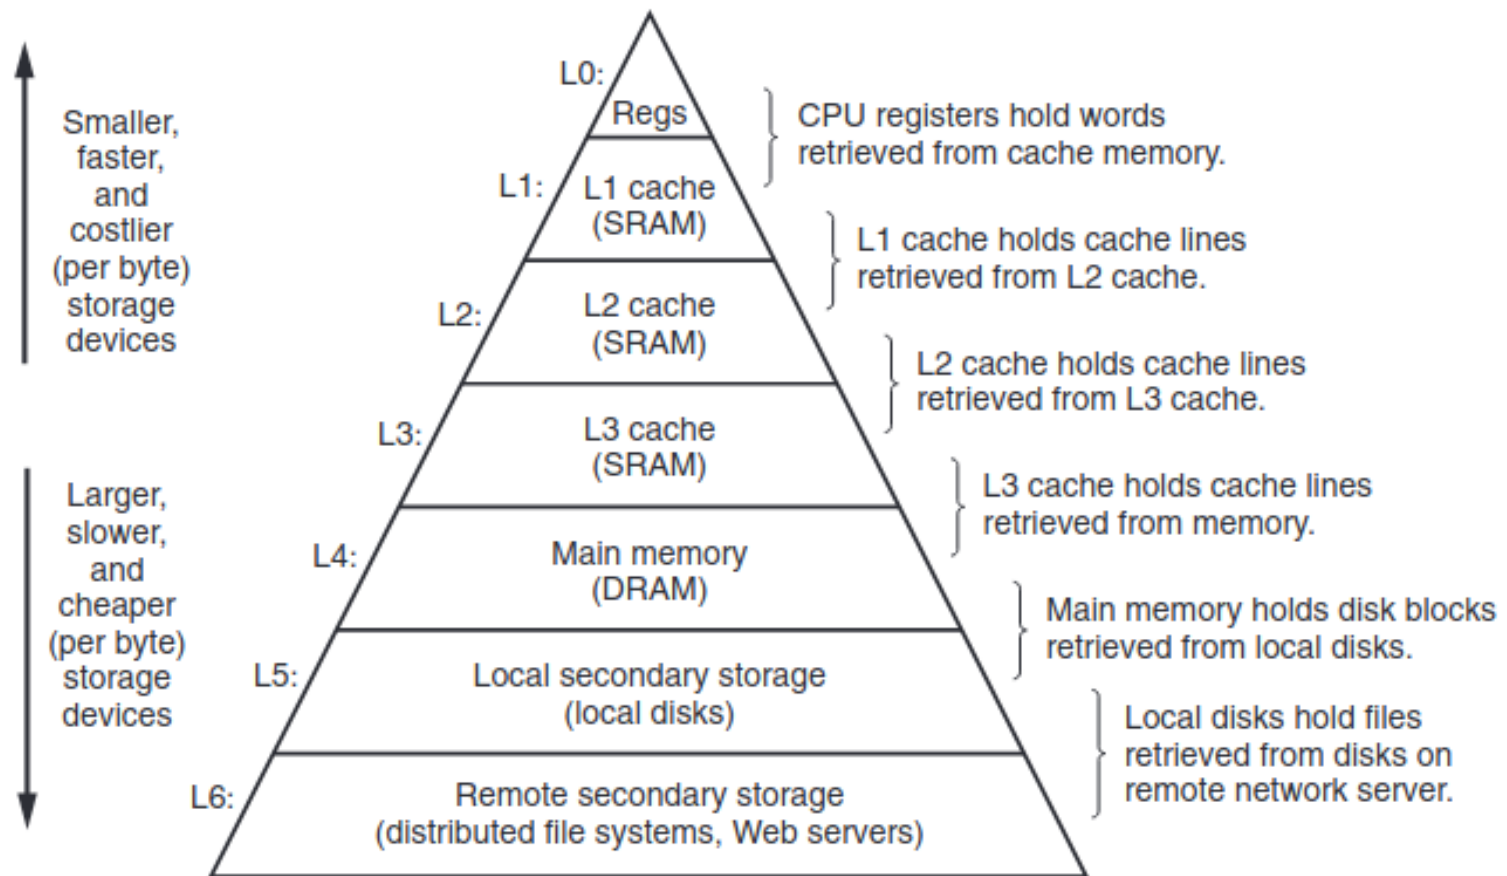 Smaller,
faster,
and
costlier
(per byte)
storage
devices
Larger,
slower,
and
cheaper
(per byte)
storage
devices
L0:
Regs
CPU registers hold words
retrieved from cache memory.
L1:
L1 cache
(SRAM)
L1 cache holds cache lines
retrieved from L2 cache.
L2:
L2 cache
(SRAM)
L2 cache holds cache lines
retrieved from L3 cache.
L3:
L3 cache
(SRAM)
L3 cache holds cache lines
retrieved from memory.
L4:
Main memory
(DRAM)
Main memory holds disk blocks
retrieved from local disks.
L5:
Local secondary storage
(local disks)
Local disks hold files
retrieved from disks on
remote network server.
L6:
Remote secondary storage
(distributed file systems, Web servers)